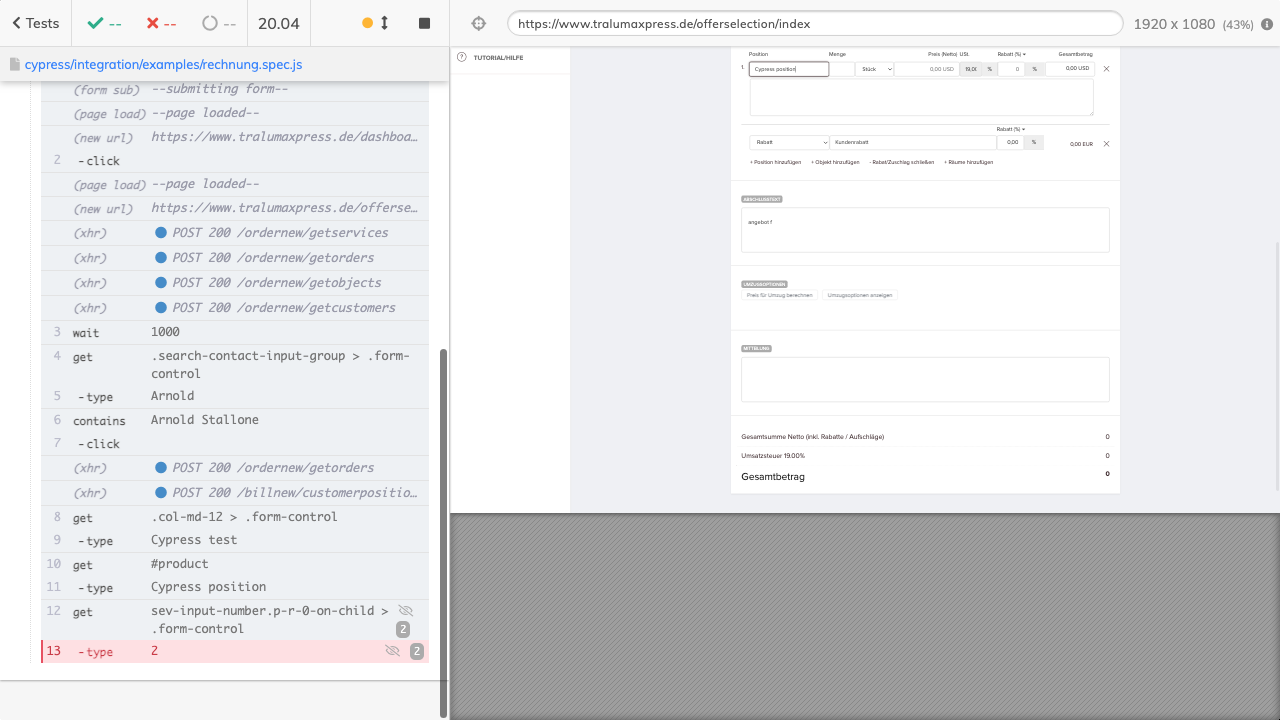 Tests
--
--
--
20.04
https://www.tralumaxpress.de/offerselection/index
1920 x 1080 (43%)
cypress/integration/examples/rechnung.spec.js
(form sub) --submitting form--
(page load) --page loaded--
(new url) https://www.tralumaxpress.de/dashboa...
2 -click
(page load) --page loaded--
(new url) https://www.tralumaxpress.de/offerse...
(xhr) POST 200 /ordernew/getservices
(xhr) POST 200 /ordernew/getorders
(xhr) POST 200 /ordernew/getobjects
(xhr) POST 200 /ordernew/getcustomers
3 wait 1000
4 get .search-contact-input-group > .form-
control
5 -type Arnold
6 contains Arnold Stallone
7 -click
(xhr) POST 200 /ordernew/getorders
(xhr) POST 200 /billnew/customerpositio...
8 get .col-md-12 > .form-control
9 -type Cypress test
10 get #product
11 -type Cypress position
12 get sev-input-number.p-r-0-on-child >
.form-control 2
13 -type 2 2
TUTORIAL/HILFE
Position Menge Preis (Netto) USt. Rabatt (%) Gesamtbetrag
1. Cypress position Stück 0,00 USD 19,00 % 0 % 0,00 USD
Rabatt (%)
Rabatt Kundenrabatt 0,00 % 0,00 EUR
+ Position hinzufügen + Objekt hinzufügen - Rabat/Zuschlag schließen + Räume hinzufügen
ABSCHLUSSTEXT
angebot f
UMZUGSOPTIONEN
Preis für Umzug berechnen Umzugsoptionen anzeigen
MITTEILUNG
Gesamtsumme Netto (inkl. Rabatte / Aufschläge) 0
Umsatzsteuer 19.00% 0
Gesamtbetrag 0